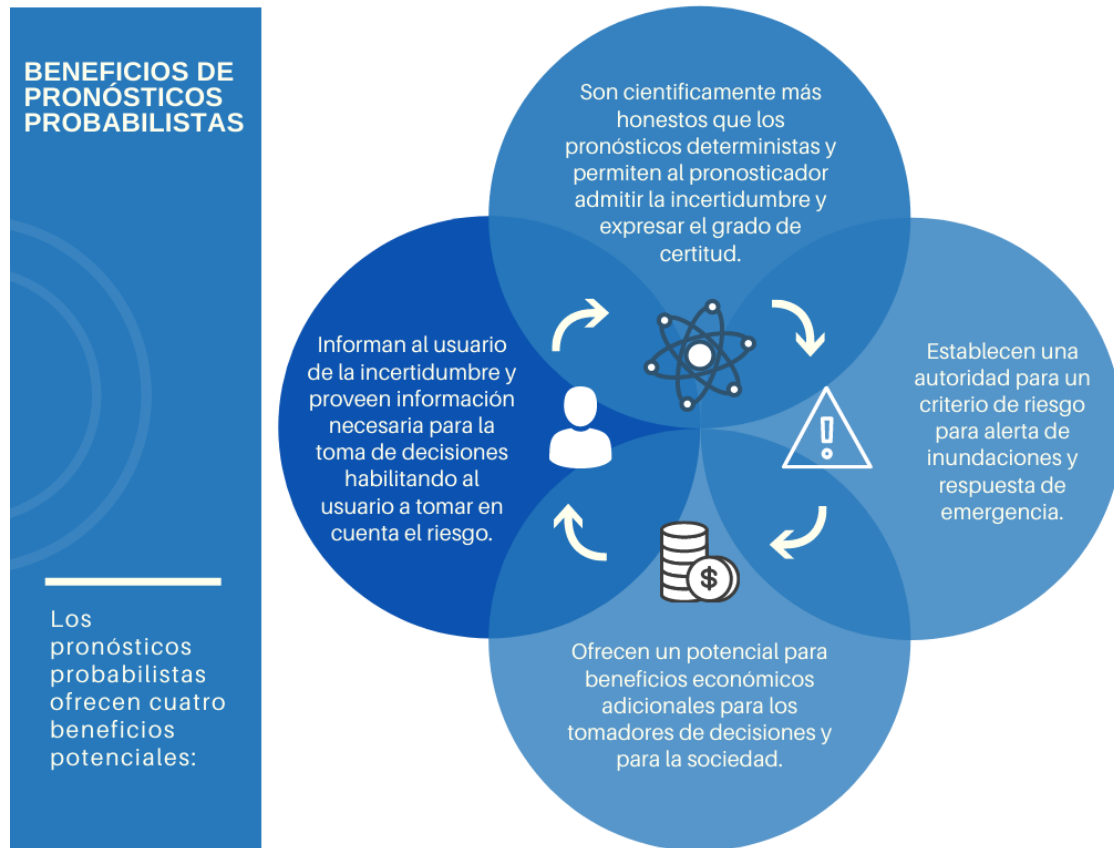 BENEFICIOS DE
PRONÓSTICOS
PROBABILISTAS
Los
pronósticos
probabilistas
ofrecen cuatro
beneficios
potenciales:
Son cientificamente más
honestos que los
pronósticos deterministas y
permiten al pronosticador
admitir la incertidumbre y
expresar el grado de
certitud.
Establecen una
autoridad para un
criterio de riesgo
para alerta de
inundaciones y
respuesta de
emergencia.
Ofrecen un potencial para
beneficios económicos
adicionales para los
tomadores de decisiones y
para la sociedad.
Informan al usuario
de la incertidumbre y
proveen información
necesaria para la
toma de decisiones
habilitando al
usuario a tomar en
cuenta el riesgo.
$